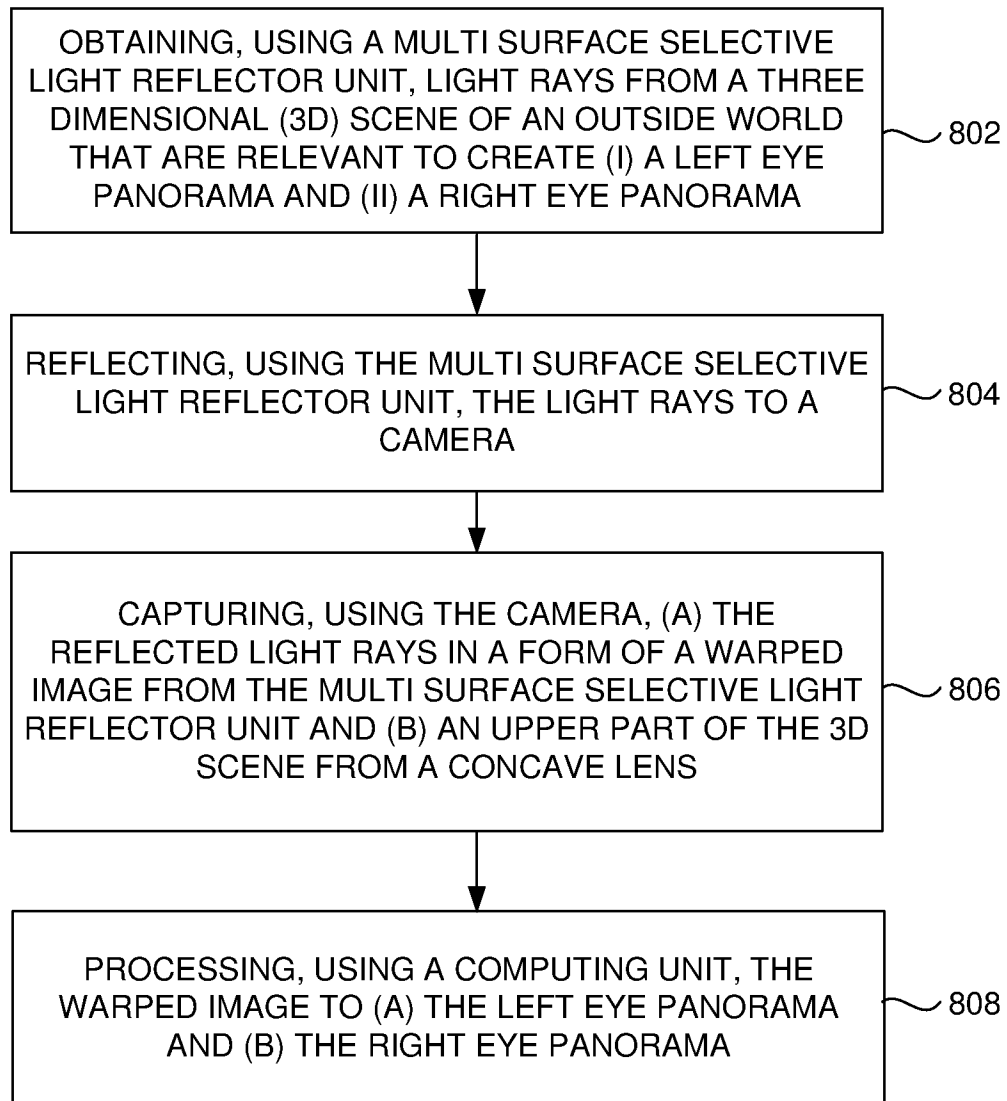 OBTAINING, USING A MULTI SURFACE SELECTIVE
LIGHT REFLECTOR UNIT, LIGHT RAYS FROM A THREE
DIMENSIONAL (3D) SCENE OF AN OUTSIDE WORLD
THAT ARE RELEVANT TO CREATE (I) A LEFT EYE
PANORAMA AND (II) A RIGHT EYE PANORAMA
802
REFLECTING, USING THE MULTI SURFACE SELECTIVE
LIGHT REFLECTOR UNIT, THE LIGHT RAYS TO A
CAMERA
804
CAPTURING, USING THE CAMERA, (A) THE
REFLECTED LIGHT RAYS IN A FORM OF A WARPED
IMAGE FROM THE MULTI SURFACE SELECTIVE LIGHT
REFLECTOR UNIT AND (B) AN UPPER PART OF THE 3D
SCENE FROM A CONCAVE LENS
806
PROCESSING, USING A COMPUTING UNIT, THE
WARPED IMAGE TO (A) THE LEFT EYE PANORAMA
AND (B) THE RIGHT EYE PANORAMA
808